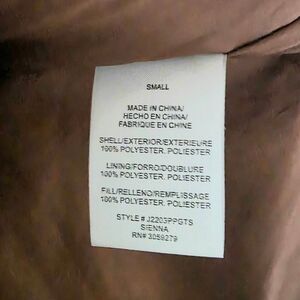 SMALL
MADE IN CHINA/
HECHO EN CHINA/
FABRIQUE EN CHINE
SHELL/EXTERIOR/EXTERIEURE
100% POLYESTER. POLIESTER
LINING/FORRO/DOUBLURE
100% POLYESTER. POLIESTER
FILL/RELLENO/REMPLISSAGE
100% POLYESTER. POLIESTER
STYLE # J2203PPGTS
SIENNA
RN# 3059279